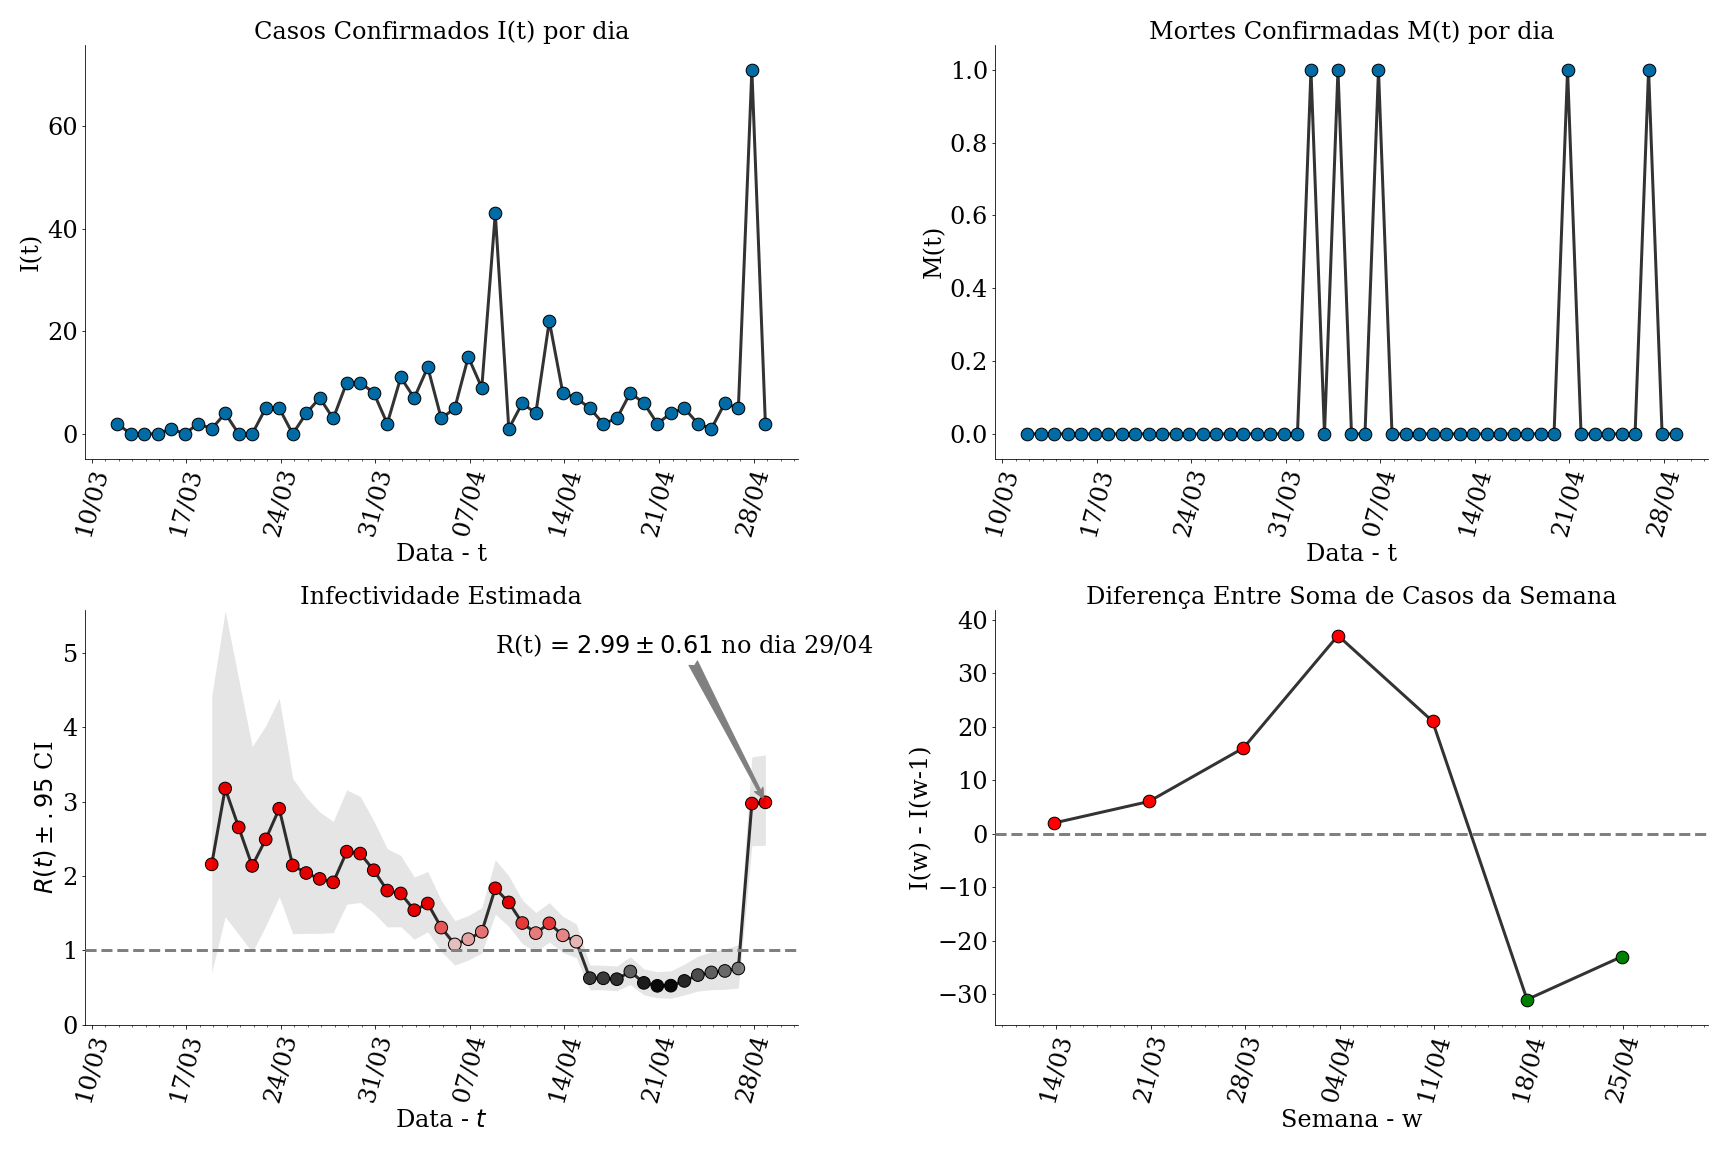 Casos Confirmados I(t) por dia
I(t)
60
40
20
0
10/03 17/03 24/03 31/03 07/04 14/04 21/04 28/04
Data - t
Mortes Confirmadas M(t) por dia
M(t)
1.0
0.8
0.6
0.4
0.2
0.0
10/03 17/03 24/03 31/03 07/04 14/04 21/04 28/04
Data - t
Infectividade Estimada
R(t) = 2.99 ± 0.61 no dia 29/04
R(t) ± .95 CI
5
4
3
2
1
0
10/03 17/03 24/03 31/03 07/04 14/04 21/04 28/04
Data - t
Diferença Entre Soma de Casos da Semana
I(w) - I(w-1)
40
30
20
10
0
−10
−20
−30
14/03 21/03 28/03 04/04 11/04 18/04 25/04
Semana - w